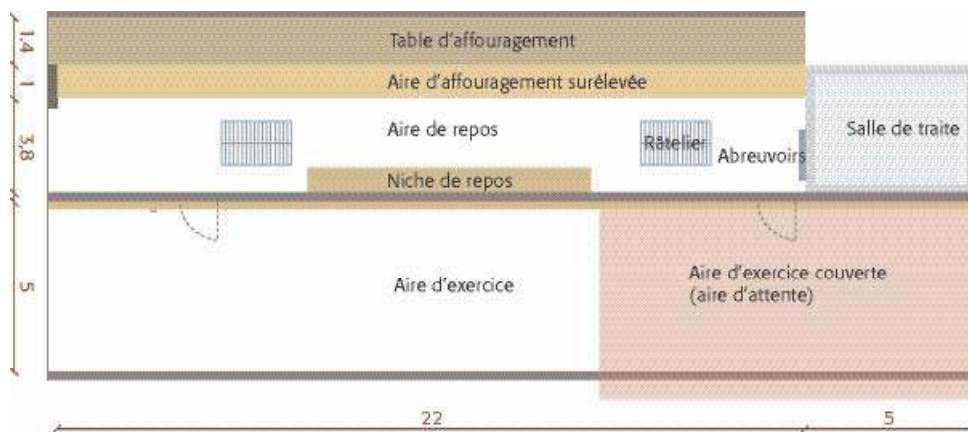 1.4
Table d'affouragement
1
Aire d'affouragement surélevée
3,8
Aire de repos
Râtelier
Abreuvoirs
Salle de traite
Niche de repos
5
Aire d'exercice
Aire d'exercice couverte
(aire d'attente)
22
5